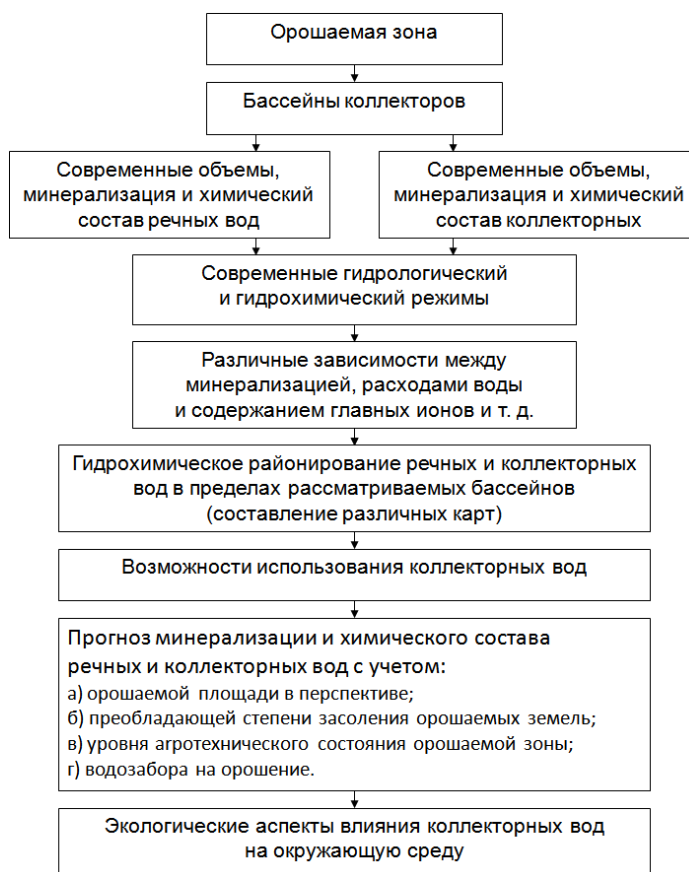 Орошаемая зона
Бассейны коллекторов
Современные объемы,
минерализация и химический
состав речных вод
Современные объемы,
минерализация и химический
состав коллекторных
Современные гидрологический
и гидрохимический режимы
Различные зависимости между
минерализацией, расходами воды
и содержанием главных ионов и т. д.
Гидрохимическое районирование речных и коллекторных
вод в пределах рассматриваемых бассейнов
(составление различных карт)
Возможности использования коллекторных вод
Прогноз минерализации и химического состава
речных и коллекторных вод с учетом:
а) орошаемой площади в перспективе;
б) преобладающей степени засоления орошаемых земель;
в) уровня агротехнического состояния орошаемой зоны;
г) водозабора на орошение.
Экологические аспекты влияния коллекторных вод
на окружающую среду